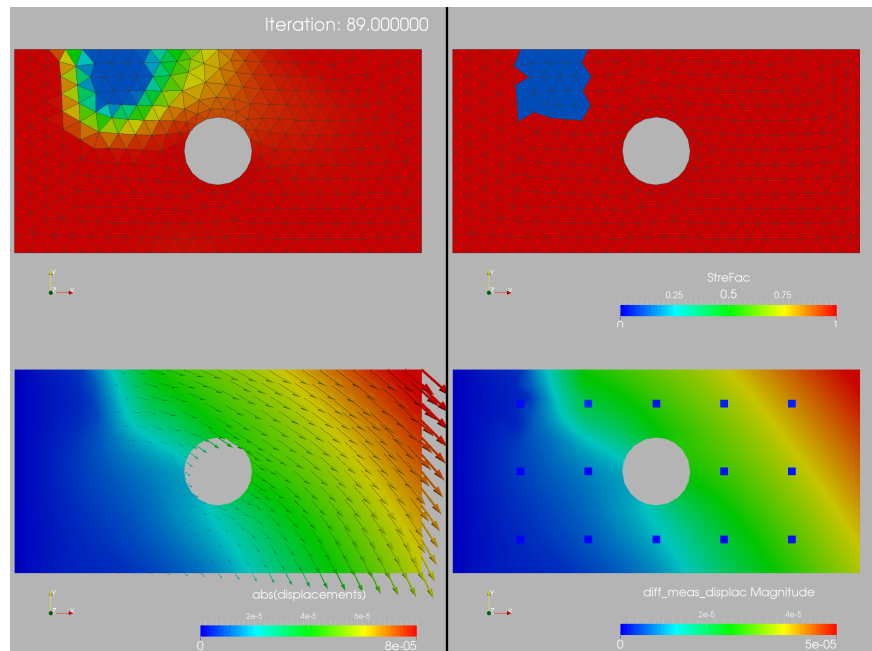 Iteration: 89.000000
Y
Z X
Y
Z X
StreFac
0.25 0.5 0.75
0 1
abs(displacements)
2e-5 4e-5 6e-5
0 8e-05
diff_meas_displac Magnitude
2e-5 4e-5
0 5e-05
Y
Z X
Y
Z X